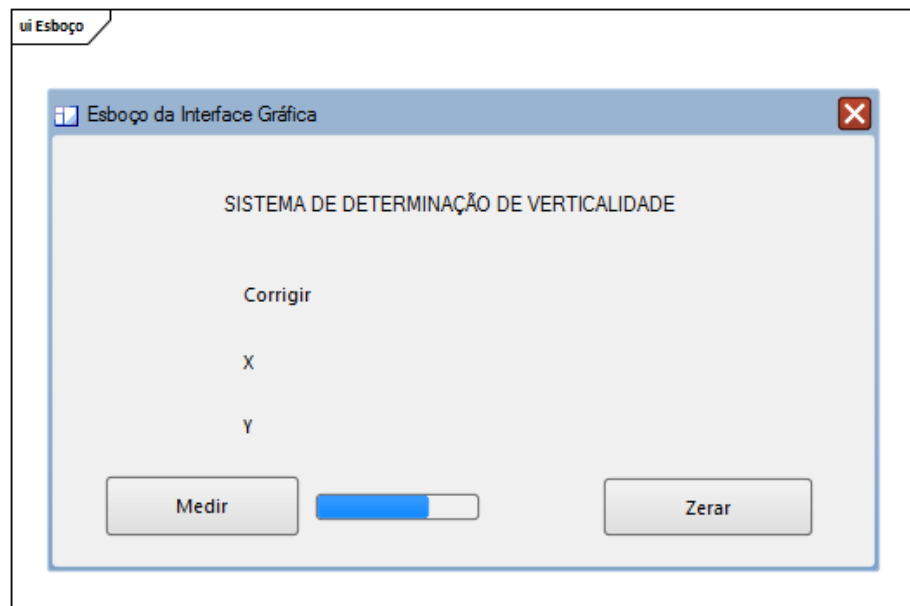 ui Esboço
Esboço da Interface Gráfica
SISTEMA DE DETERMINAÇÃO DE VERTICALIDADE
Corrigir
X
Y
Medir
Zerar